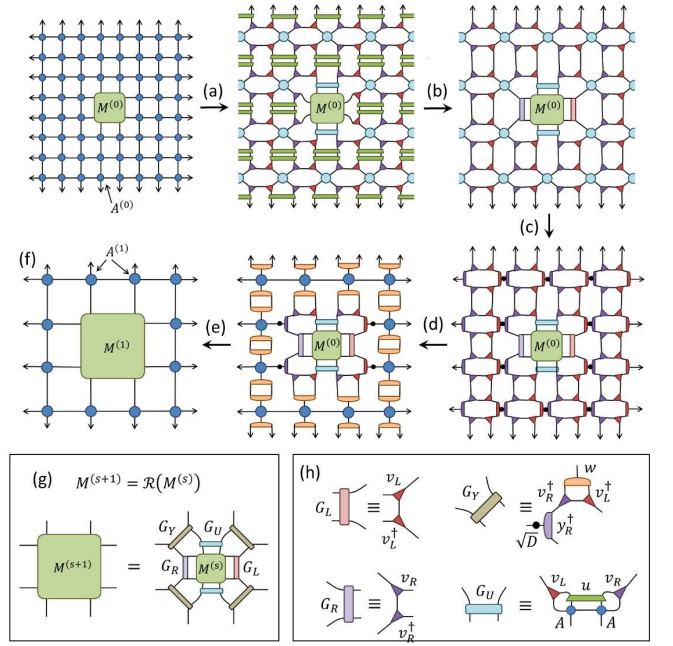 M^(0)
A^(0)
(a)
M^(0)
(b)
M^(0)
(c)
(f)
A^(1)
M^(1)
(e)
M^(0)
(d)
M^(0)
(g)
M^(s+1) = ℛ(M^(s))
M^(s+1)
=
G_Y G_U
G_R M^(s) G_L
(h)
G_L ≡ v_L
v_L^†
G_Y ≡ w
v_R^† v_L^†
y_R^†
√D
G_R ≡ v_R
v_R^†
G_U ≡ v_L u v_R
A A